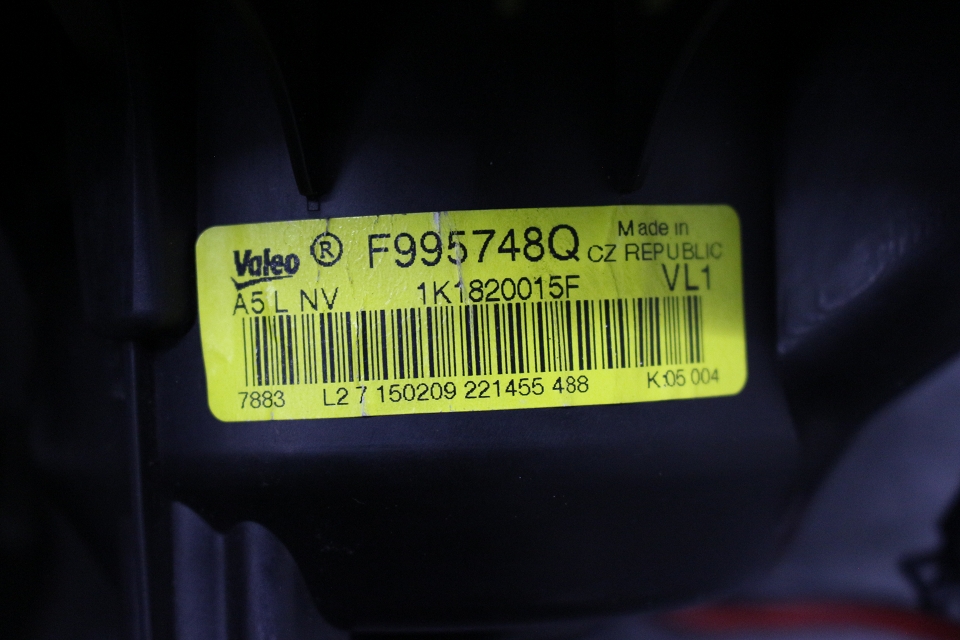 Valeo ® F995748Q Made in
CZ REPUBLIC
A5 L NV 1K1820015F VL1
7883 L2 7 150209 221455 488 K:05 004